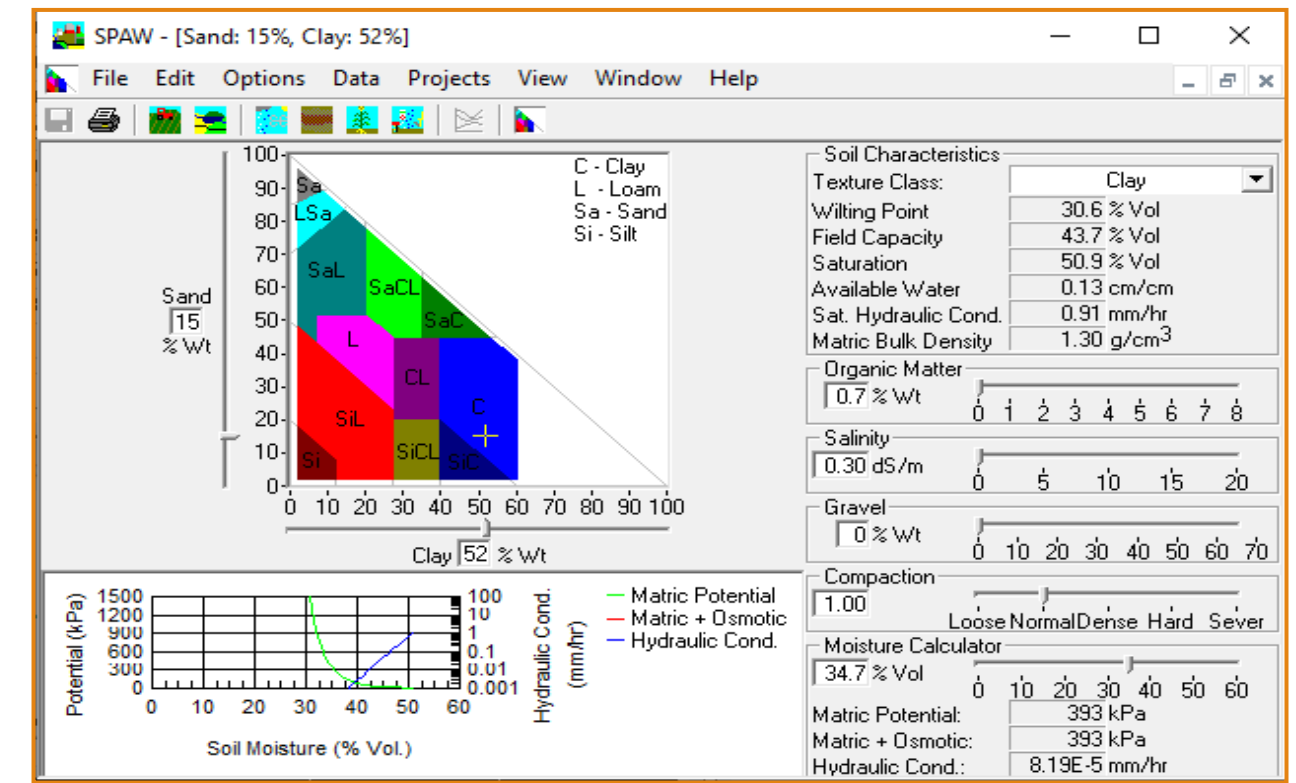 SPAW - [Sand: 15%, Clay: 52%]
File Edit Options Data Projects View Window Help
100
90
80
70
60
50
40
30
20
10
0
Sand
15
% Wt
C - Clay
L - Loam
Sa - Sand
Si - Silt
Sa
LSa
SaL
SaCL
SaC
L
CL
C
SiL
SiCL
SiC
Si
0 10 20 30 40 50 60 70 80 90 100
Clay 52 % Wt
Soil Characteristics
Texture Class: Clay
Wilting Point 30.6 % Vol
Field Capacity 43.7 % Vol
Saturation 50.9 % Vol
Available Water 0.13 cm/cm
Sat. Hydraulic Cond. 0.91 mm/hr
Matric Bulk Density 1.30 g/cm3
Organic Matter
0.7 % Wt
0 1 2 3 4 5 6 7 8
Salinity
0.30 dS/m
0 5 10 15 20
Gravel
0 % Wt
0 10 20 30 40 50 60 70
Compaction
1.00
Loose Normal Dense Hard Sever
Moisture Calculator
34.7 % Vol
0 10 20 30 40 50 60
Matric Potential: 393 kPa
Matric + Osmotic: 393 kPa
Hydraulic Cond.: 8.19E-5 mm/hr
Potential (kPa)
1500
1200
900
600
300
0
0 10 20 30 40 50 60
Soil Moisture (% Vol.)
100
10
1
0.1
0.01
0.001
Hydraulic Cond.
(mm/hr)
Matric Potential
Matric + Osmotic
Hydraulic Cond.